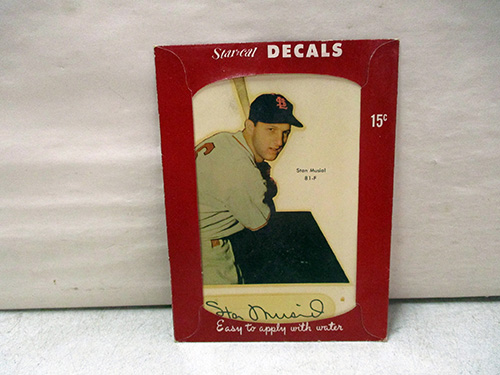 Star-cal DECALS
15¢
Stan Musial
81-F
Stan Musial
Easy to apply with water